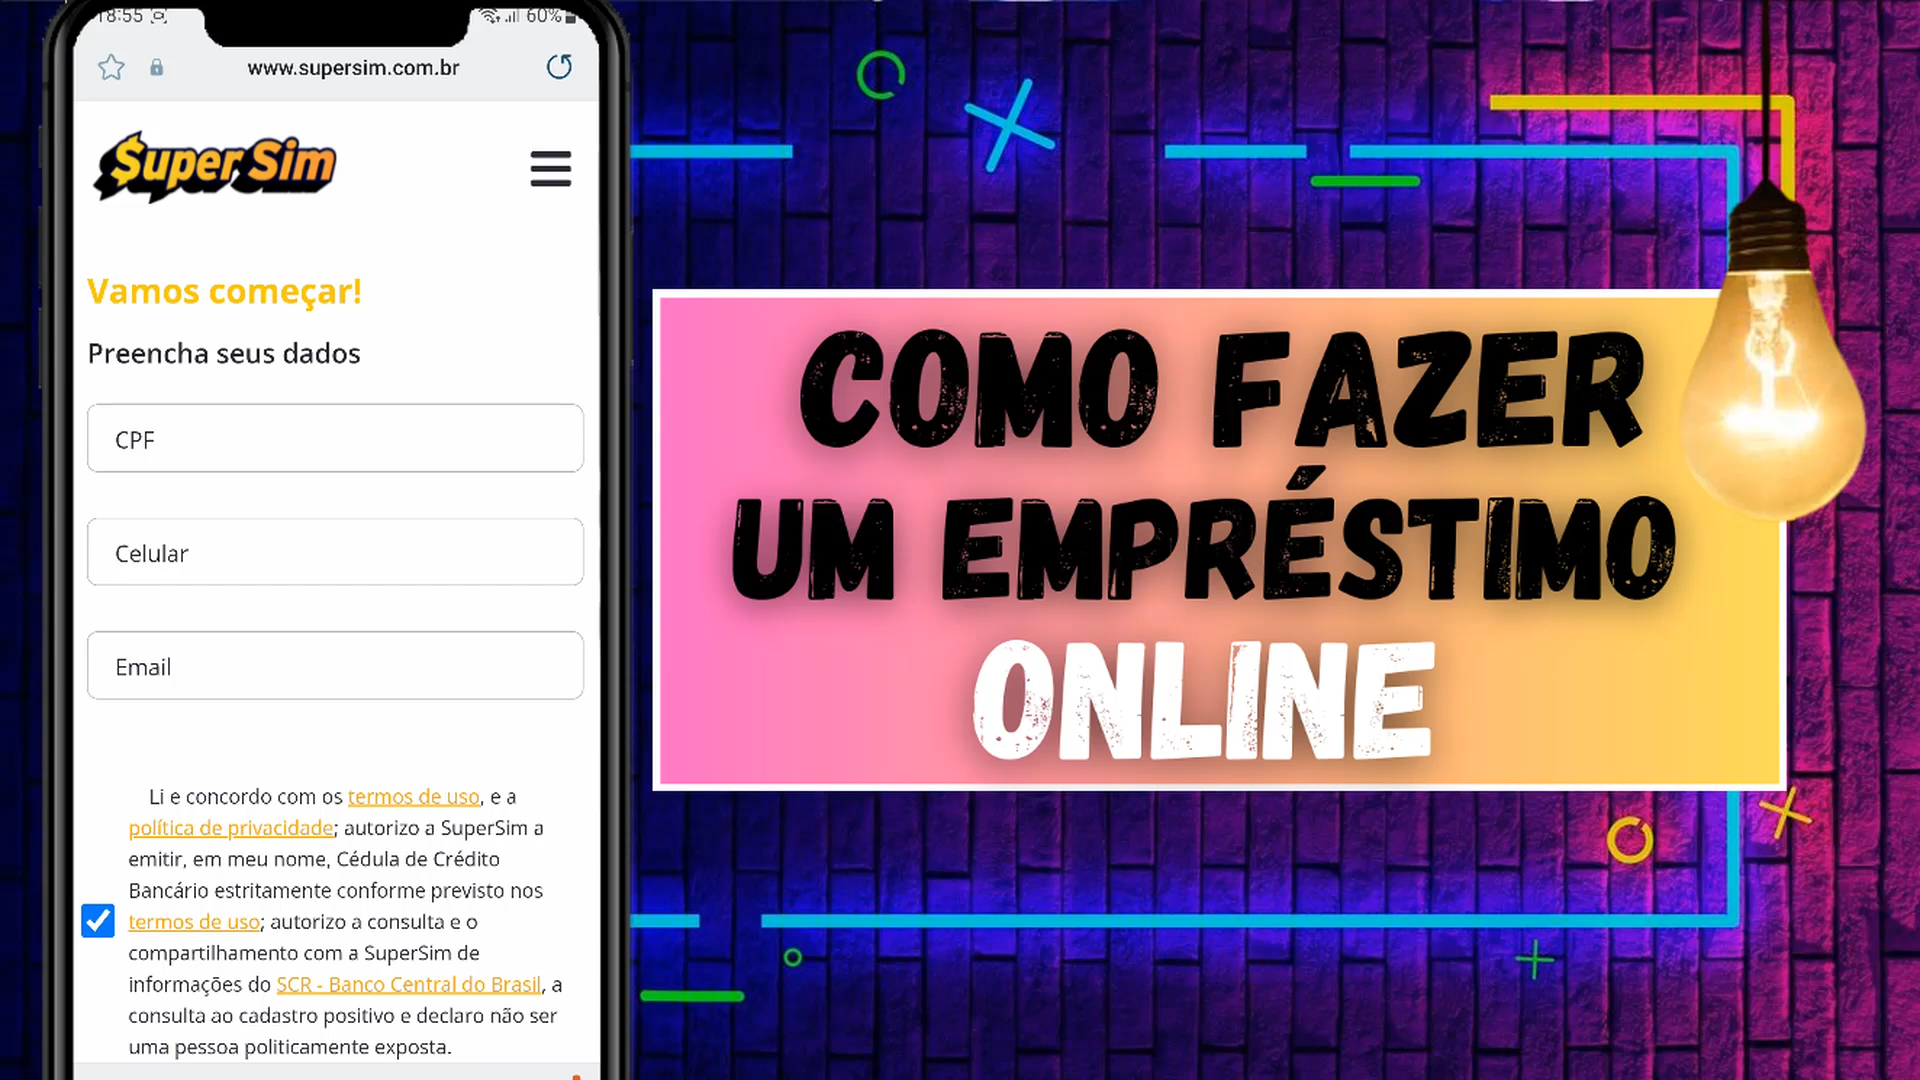 18:55
60%
www.supersim.com.br
$uper Sim
Vamos começar!
Preencha seus dados
CPF
Celular
Email
Li e concordo com os termos de uso, e a
política de privacidade; autorizo a SuperSim a
emitir, em meu nome, Cédula de Crédito
Bancário estritamente conforme previsto nos
termos de uso; autorizo a consulta e o
compartilhamento com a SuperSim de
informações do SCR - Banco Central do Brasil, a
consulta ao cadastro positivo e declaro não ser
uma pessoa politicamente exposta.
COMO FAZER
UM EMPRÉSTIMO
ONLINE